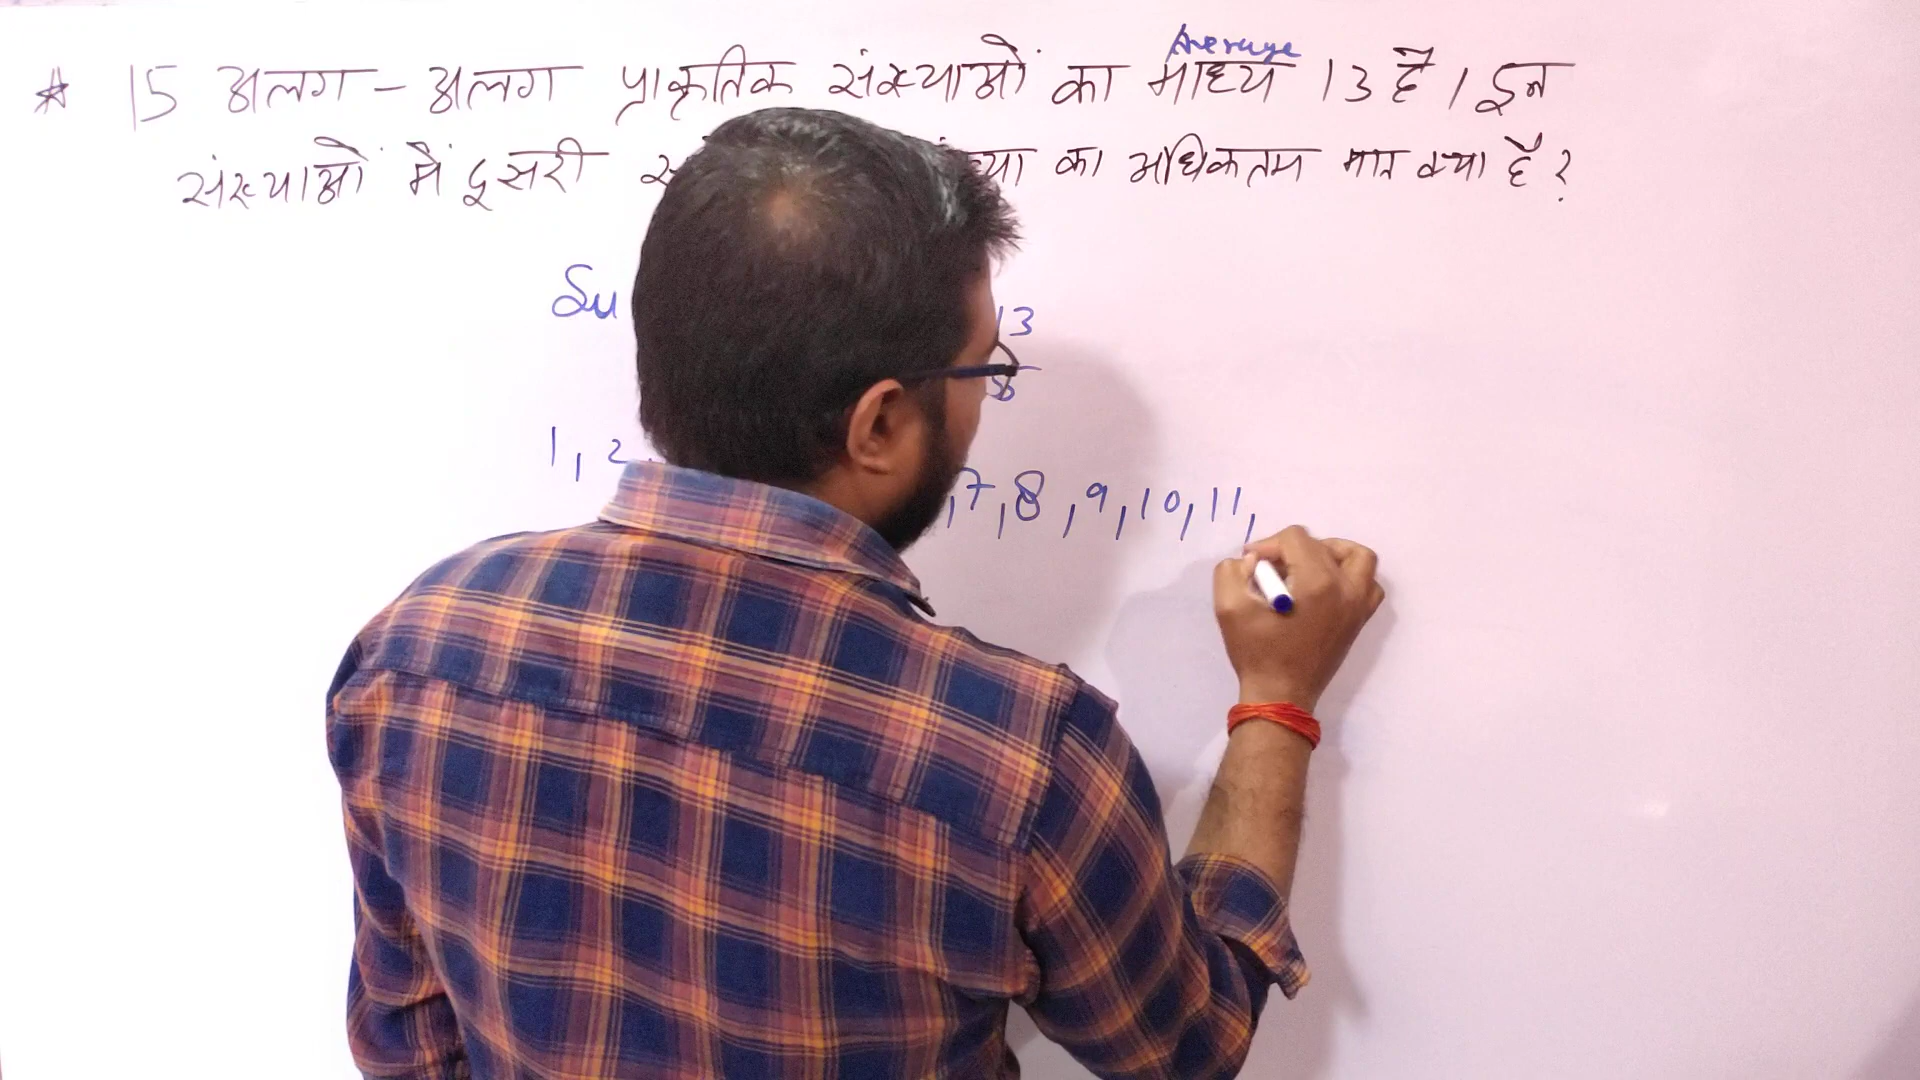 * 15 अलग - अलग प्राकृतिक संख्याओं का माध्य 13 है । इन
Average
संख्याओं में दूसरी का अधिकतम मान क्या है ?
Su 13
1, 2
,7,8,9,10,11,